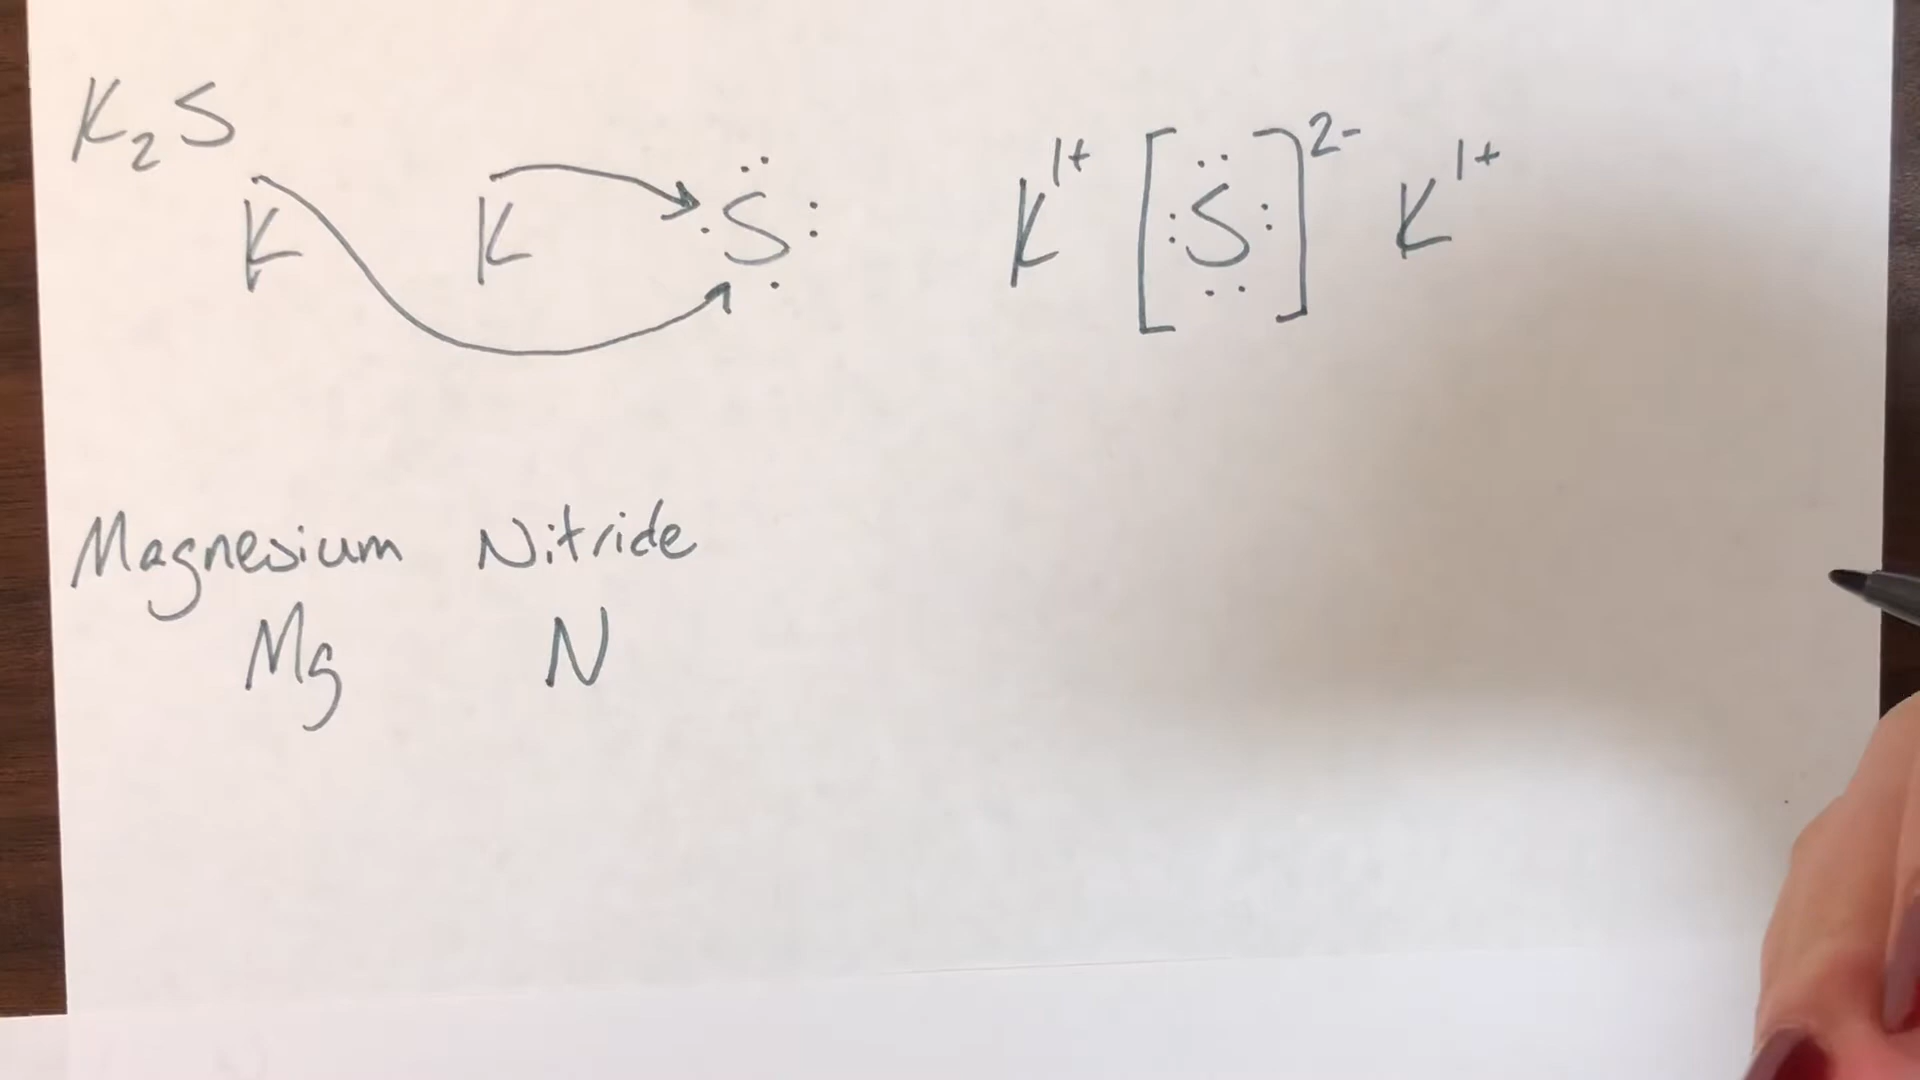 K₂S
K K S K¹⁺ [S]²⁻ K¹⁺
Magnesium Nitride
Mg N